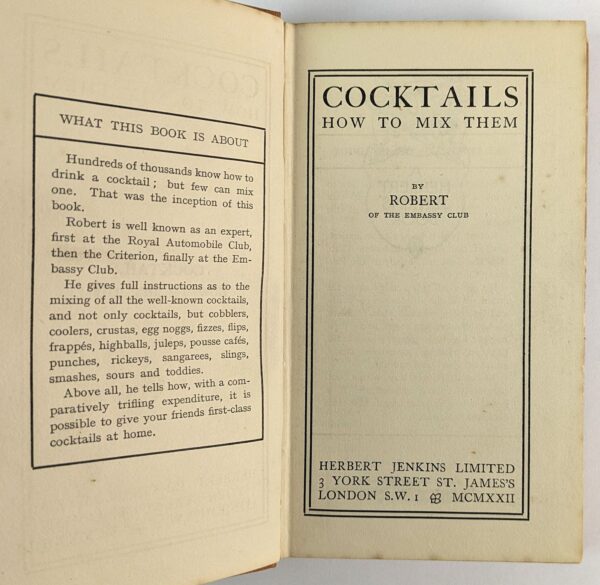 WHAT THIS BOOK IS ABOUT
Hundreds of thousands know how to
drink a cocktail; but few can mix
one. That was the inception of this
book.
Robert is well known as an expert,
first at the Royal Automobile Club,
then the Criterion, finally at the Em-
bassy Club.
He gives full instructions as to the
mixing of all the well-known cocktails,
and not only cocktails, but cobblers,
coolers, crustas, egg noggs, fizzes, flips,
frappés, highballs, juleps, pousse cafés,
punches, rickeys, sangarees, slings,
smashes, sours and toddies.
Above all, he tells how, with a com-
paratively trifling expenditure, it is
possible to give your friends first-class
cocktails at home.
COCKTAILS
HOW TO MIX THEM
BY
ROBERT
OF THE EMBASSY CLUB
HERBERT JENKINS LIMITED
3 YORK STREET ST. JAMES'S
LONDON S.W. 1 MCMXXII